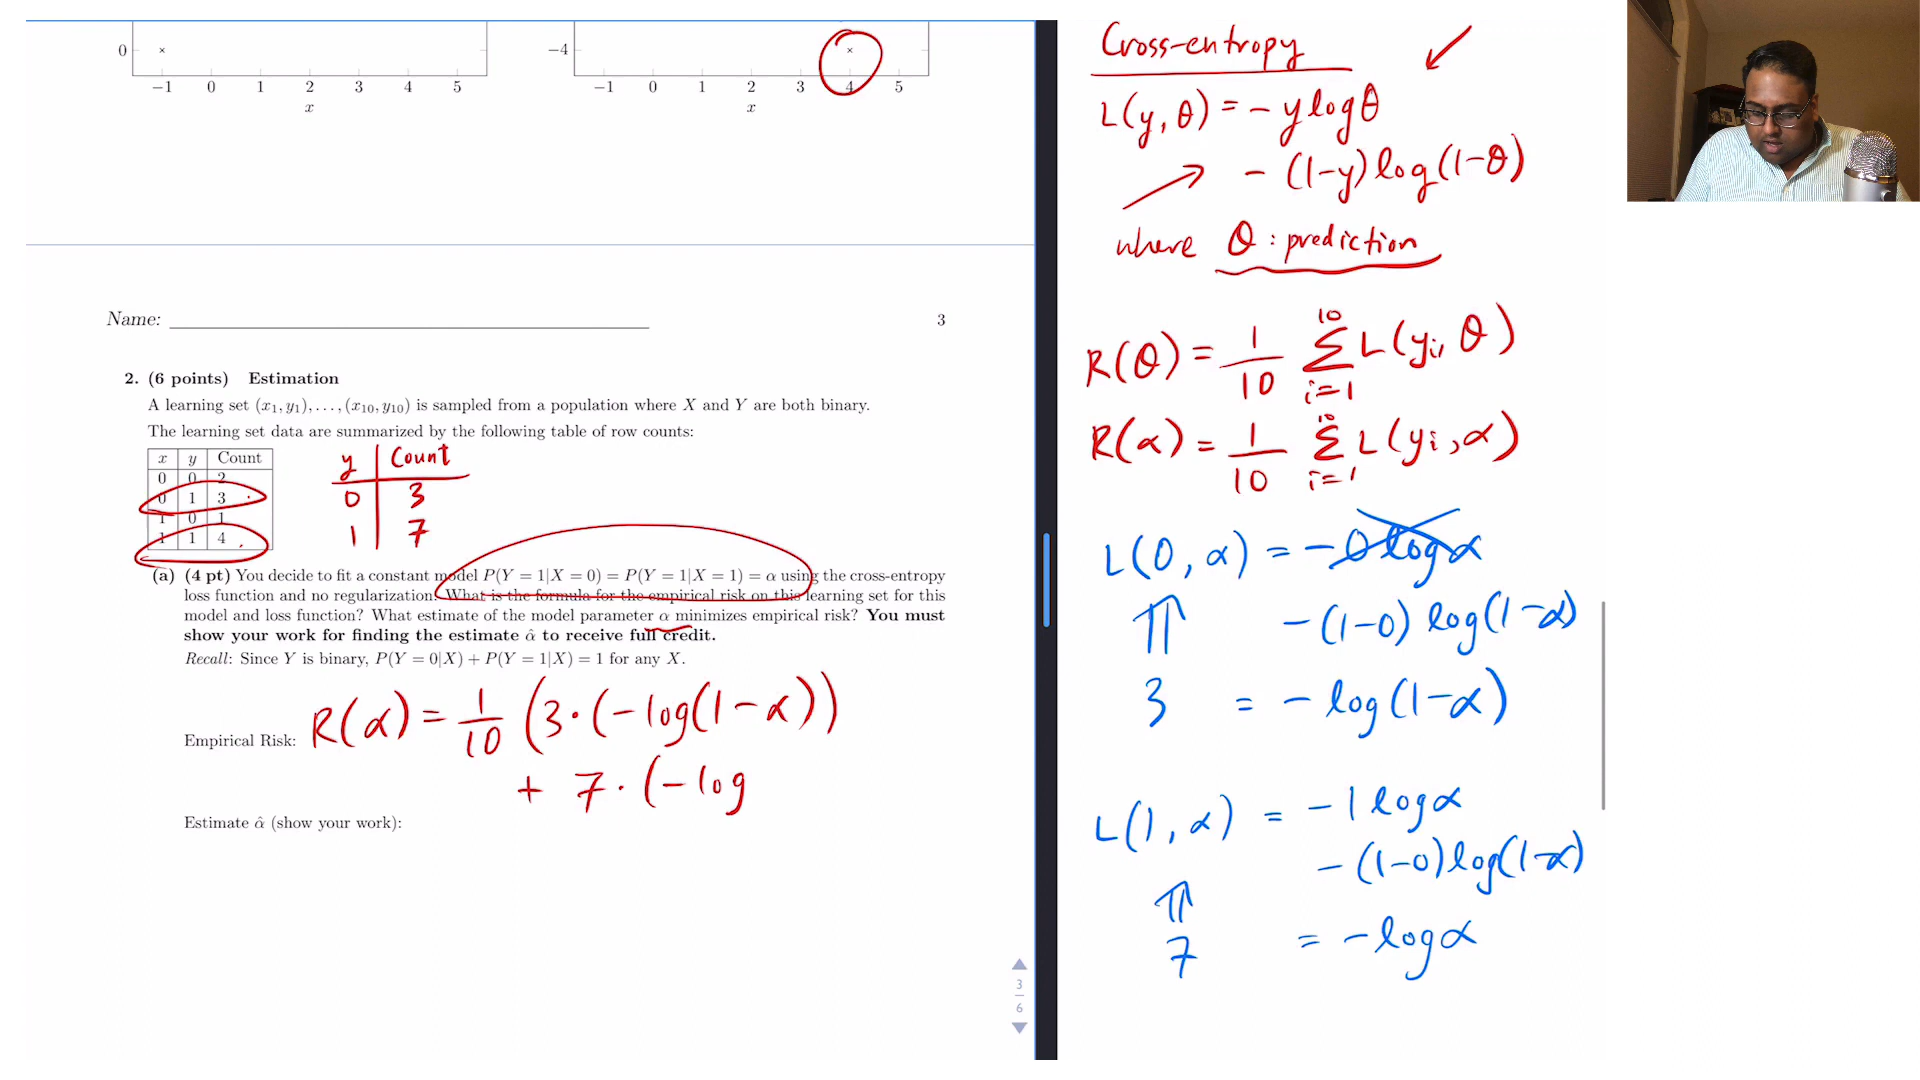 0
−1 0 1 2 3 4 5
x
−4
−1 0 1 2 3 4 5
x
Name:
3
2. (6 points) Estimation
A learning set (x₁, y₁), . . . , (x₁₀, y₁₀) is sampled from a population where X and Y are both binary.
The learning set data are summarized by the following table of row counts:
x y Count
0 0 2
0 1 3
1 0 1
1 1 4
y Count
0 3
1 7
(a) (4 pt) You decide to fit a constant model P(Y = 1|X = 0) = P(Y = 1|X = 1) = α using the cross-entropy
loss function and no regularization. What is the formula for the empirical risk on this learning set for this
model and loss function? What estimate of the model parameter α minimizes empirical risk? You must
show your work for finding the estimate α̂ to receive full credit.
Recall: Since Y is binary, P(Y = 0|X) + P(Y = 1|X) = 1 for any X.
Empirical Risk: R(α) = 1/10 (3 · (−log(1−α))
+ 7 · (−log
Estimate α̂ (show your work):
3
6
Cross-entropy
L(y, θ) = − y log θ
− (1−y) log (1−θ)
where θ : prediction
R(θ) = 1/10 Σ_{i=1}^{10} L(yᵢ, θ)
R(α) = 1/10 Σ_{i=1}^{10} L(yᵢ, α)
L(0, α) = −0 log α
−(1−0) log(1−α)
3 = − log (1−α)
L(1, α) = −1 log α
− (1−0) log(1−α)
7 = − log α